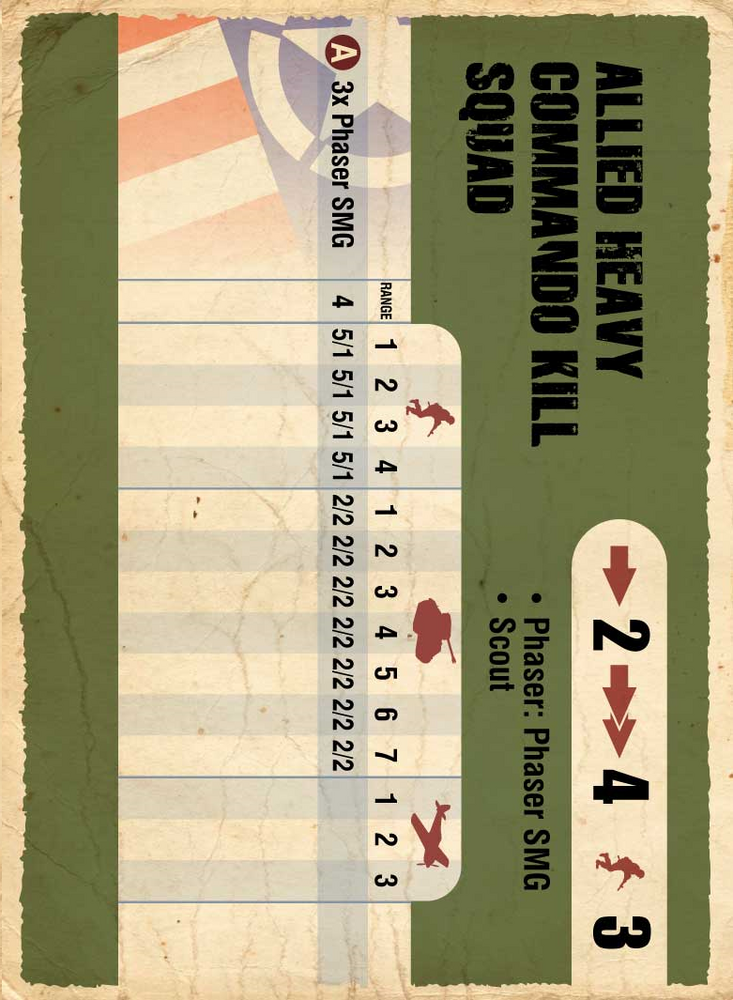 ALLIED HEAVY
COMMANDO KILL
SQUAD
2 4 3
• Phaser: Phaser SMG
• Scout
RANGE 1 2 3 4 1 2 3 4 5 6 7 1 2 3
A 3x Phaser SMG 4 5/1 5/1 5/1 5/1 2/2 2/2 2/2 2/2 2/2 2/2 2/2